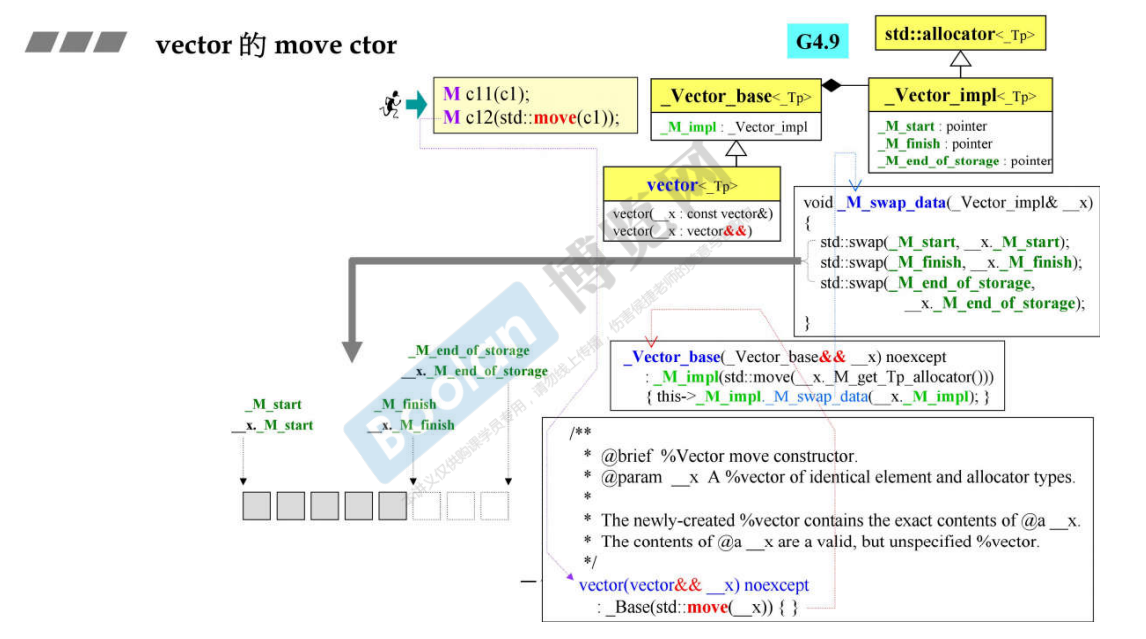 vector 的 move ctor
G4.9
std::allocator<_Tp>
M c11(c1);
M c12(std::move(c1));
_Vector_base<_Tp>
_M_impl : _Vector_impl
_Vector_impl<_Tp>
_M_start : pointer
_M_finish : pointer
_M_end_of_storage : pointer
vector<_Tp>
vector(__x : const vector&)
vector(__x : vector&&)
void _M_swap_data(_Vector_impl& __x)
{
std::swap(_M_start, __x._M_start);
std::swap(_M_finish, __x._M_finish);
std::swap(_M_end_of_storage,
__x._M_end_of_storage);
}
_M_end_of_storage
__x._M_end_of_storage
_M_start
__x._M_start
_M_finish
__x._M_finish
_Vector_base(_Vector_base&& __x) noexcept
: _M_impl(std::move(__x._M_get_Tp_allocator()))
{ this->_M_impl._M_swap_data(__x._M_impl); }
/**
* @brief %Vector move constructor.
* @param __x A %vector of identical element and allocator types.
*
* The newly-created %vector contains the exact contents of @a __x.
* The contents of @a __x are a valid, but unspecified %vector.
*/
vector(vector&& __x) noexcept
: _Base(std::move(__x)) { }
Boolan
博览网